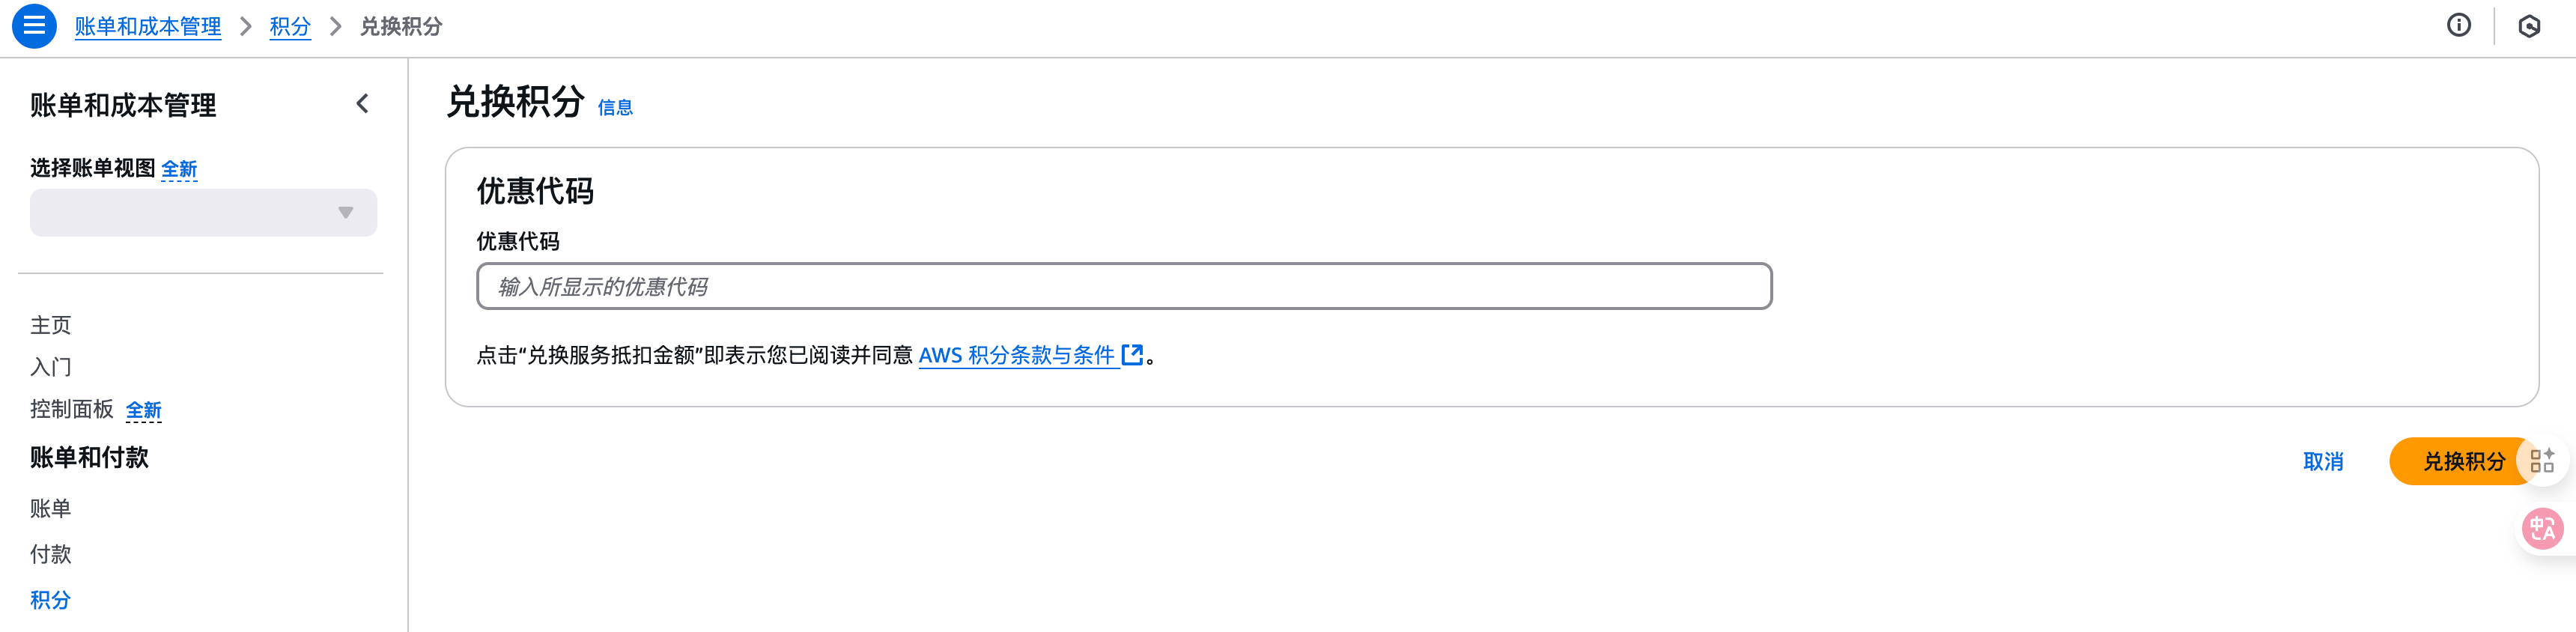 账单和成本管理 积分 兑换积分
账单和成本管理
选择账单视图 全新
主页
入门
控制面板 全新
账单和付款
账单
付款
积分
兑换积分 信息
优惠代码
优惠代码
输入所显示的优惠代码
点击“兑换服务抵扣金额”即表示您已阅读并同意 AWS 积分条款与条件。
取消 兑换积分
中A